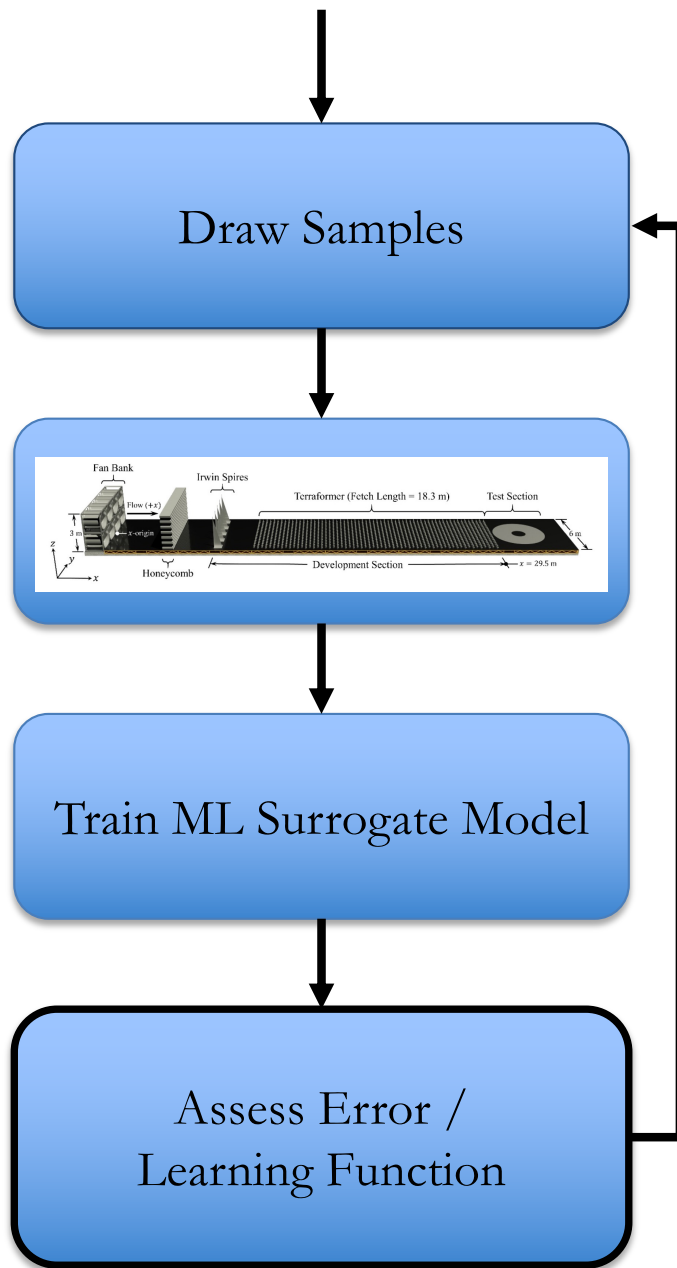 Draw Samples
Fan Bank
Irwin Spires
Flow (+x)
Terraformer (Fetch Length = 18.3 m)
Test Section
3 m
x-origin
6 m
z
y
x
Honeycomb
Development Section
x = 29.5 m
Train ML Surrogate Model
Assess Error /
Learning Function